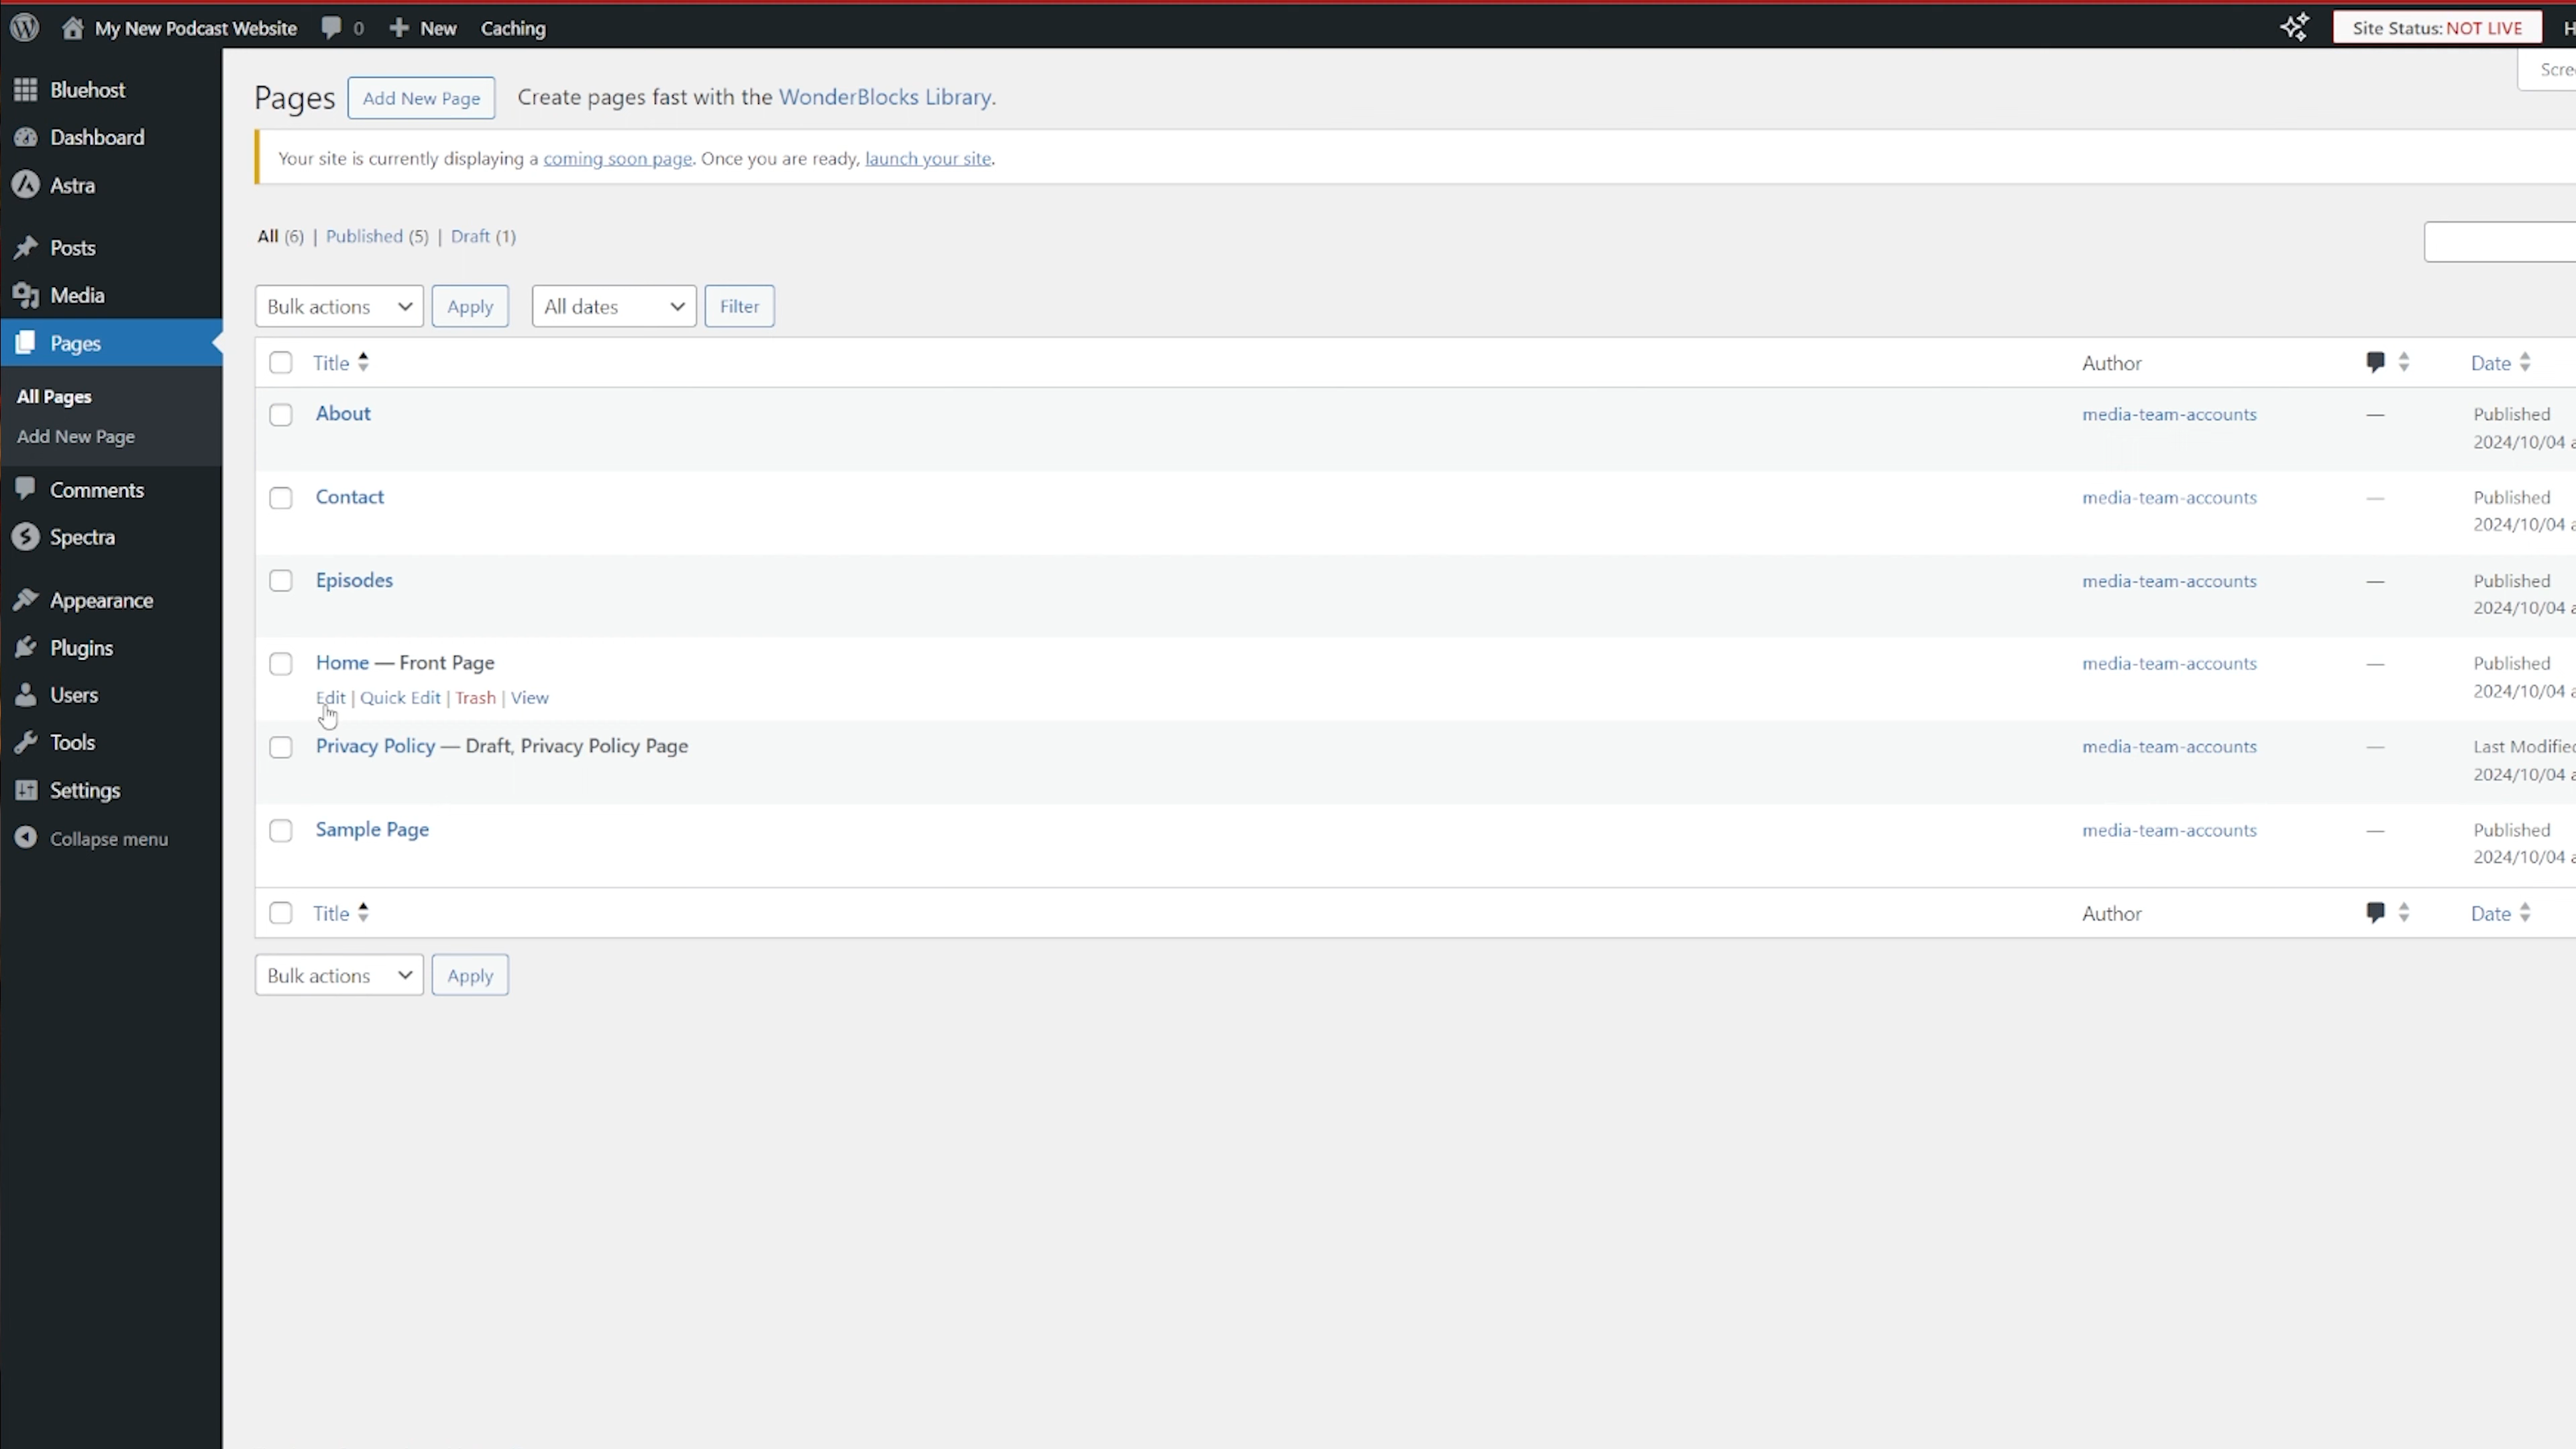 My New Podcast Website 0 New Caching Site Status: NOT LIVE
Bluehost
Dashboard
Astra
Posts
Media
Pages
All Pages
Add New Page
Comments
Spectra
Appearance
Plugins
Users
Tools
Settings
Collapse menu
Pages Add New Page Create pages fast with the WonderBlocks Library.
Your site is currently displaying a coming soon page. Once you are ready, launch your site.
All (6) | Published (5) | Draft (1)
Bulk actions Apply All dates Filter
Title Author Date
About media-team-accounts — Published
2024/10/04
Contact media-team-accounts — Published
2024/10/04
Episodes media-team-accounts — Published
2024/10/04
Home — Front Page media-team-accounts — Published
Edit | Quick Edit | Trash | View 2024/10/04
Privacy Policy — Draft, Privacy Policy Page media-team-accounts — Last Modified
2024/10/04
Sample Page media-team-accounts — Published
2024/10/04
Title Author Date
Bulk actions Apply